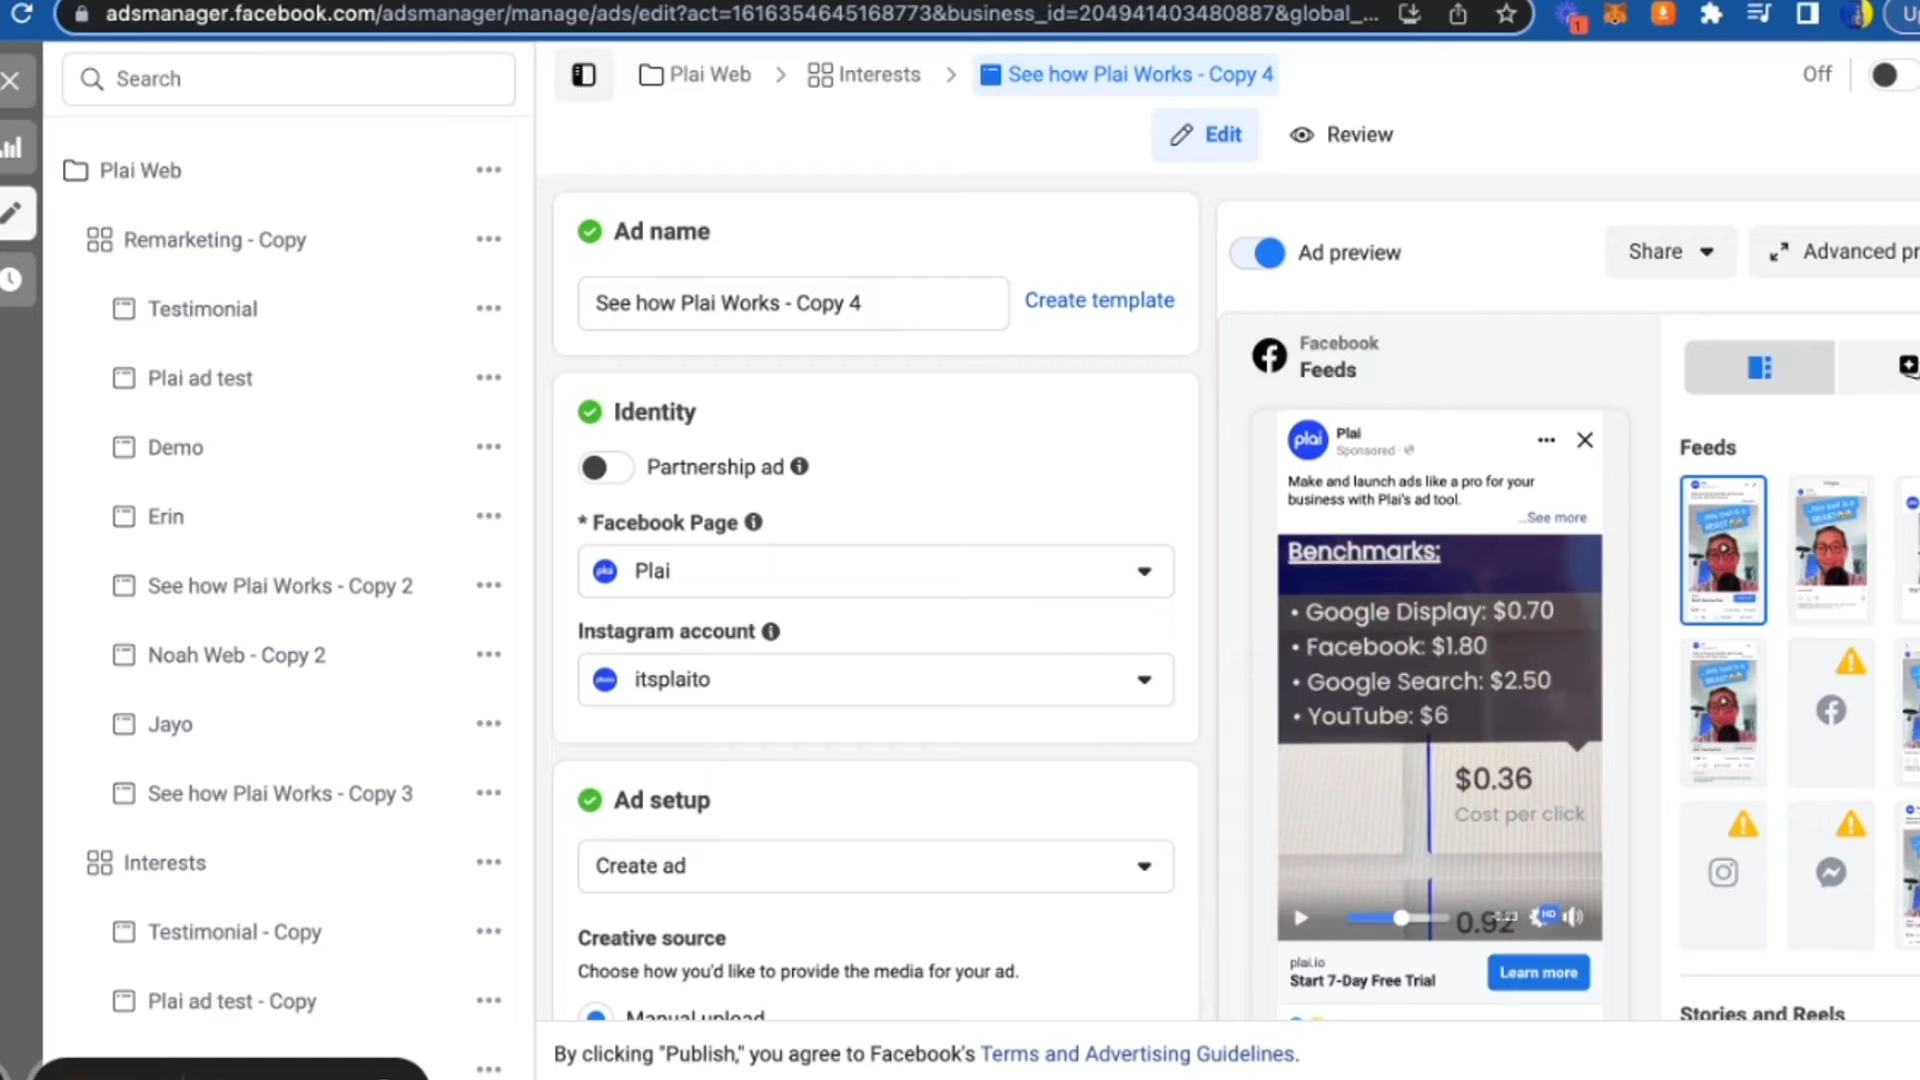 adsmanager.facebook.com/adsmanager/manage/ads/edit?act=1616354645168773&business_id=204941403480887&global_...
1
Search
Plai Web
Interests
See how Plai Works - Copy 4
Off
Edit
Review
Plai Web
Remarketing - Copy
Testimonial
Plai ad test
Demo
Erin
See how Plai Works - Copy 2
Noah Web - Copy 2
Jayo
See how Plai Works - Copy 3
Interests
Testimonial - Copy
Plai ad test - Copy
Ad name
See how Plai Works - Copy 4
Create template
Identity
Partnership ad
* Facebook Page
plai Plai
Instagram account
itsplaito
Ad setup
Create ad
Creative source
Choose how you'd like to provide the media for your ad.
Manual upload
Ad preview
Share
Advanced pr
Facebook
Feeds
plai
Plai
Sponsored ·
Make and launch ads like a pro for your
business with Plai's ad tool.
...See more
Benchmarks:
• Google Display: $0.70
• Facebook: $1.80
• Google Search: $2.50
• YouTube: $6
$0.36
Cost per click
0.92
HD
plai.io
Start 7-Day Free Trial
Learn more
Feeds
Stories and Reels
By clicking "Publish," you agree to Facebook's Terms and Advertising Guidelines.